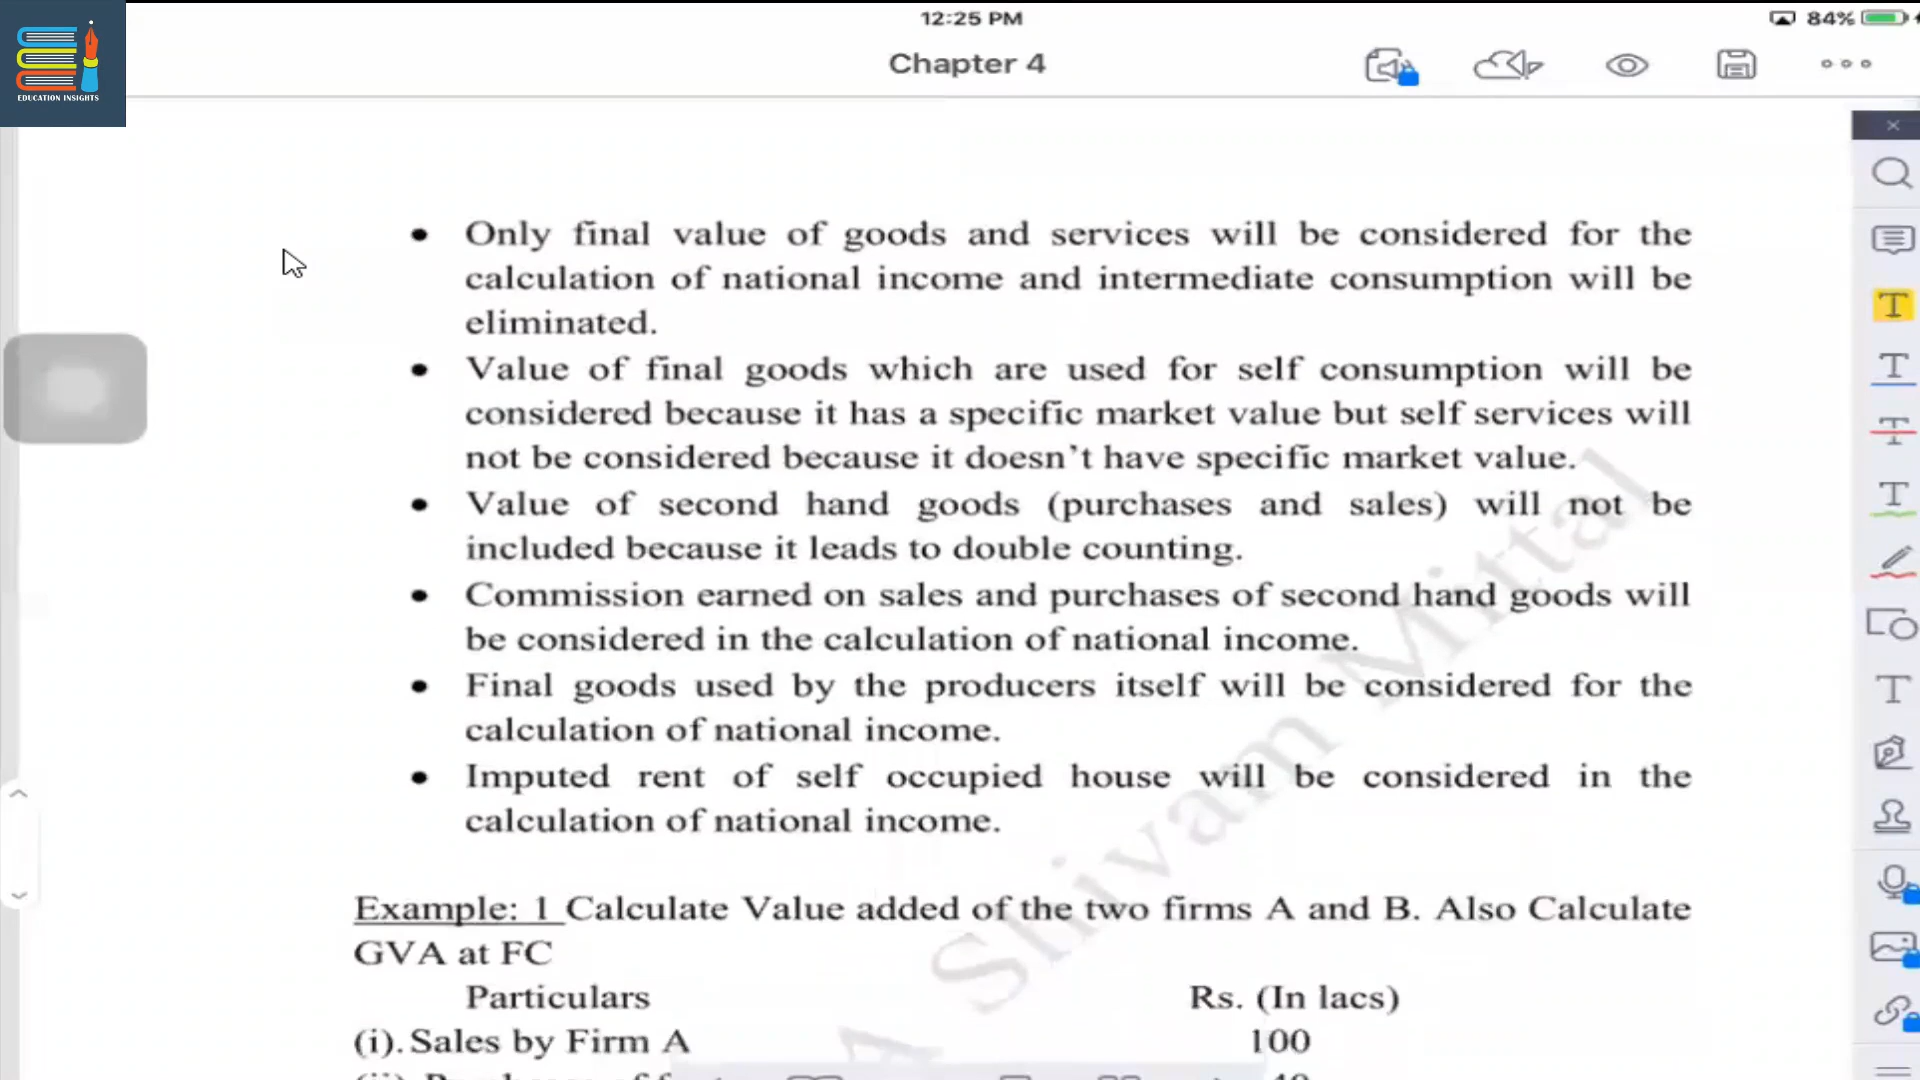 12:25 PM
84%
Chapter 4
EDUCATION INSIGHTS
• Only final value of goods and services will be considered for the
calculation of national income and intermediate consumption will be
eliminated.
• Value of final goods which are used for self consumption will be
considered because it has a specific market value but self services will
not be considered because it doesn't have specific market value.
• Value of second hand goods (purchases and sales) will not be
included because it leads to double counting.
• Commission earned on sales and purchases of second hand goods will
be considered in the calculation of national income.
• Final goods used by the producers itself will be considered for the
calculation of national income.
• Imputed rent of self occupied house will be considered in the
calculation of national income.
A Shivam Mittal
Example: 1 Calculate Value added of the two firms A and B. Also Calculate
GVA at FC
Particulars Rs. (In lacs)
(i). Sales by Firm A 100